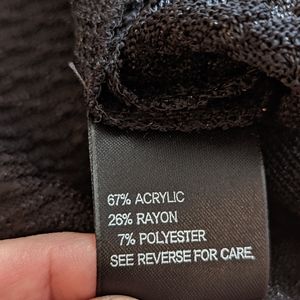 67% ACRYLIC
26% RAYON
7% POLYESTER
SEE REVERSE FOR CARE.